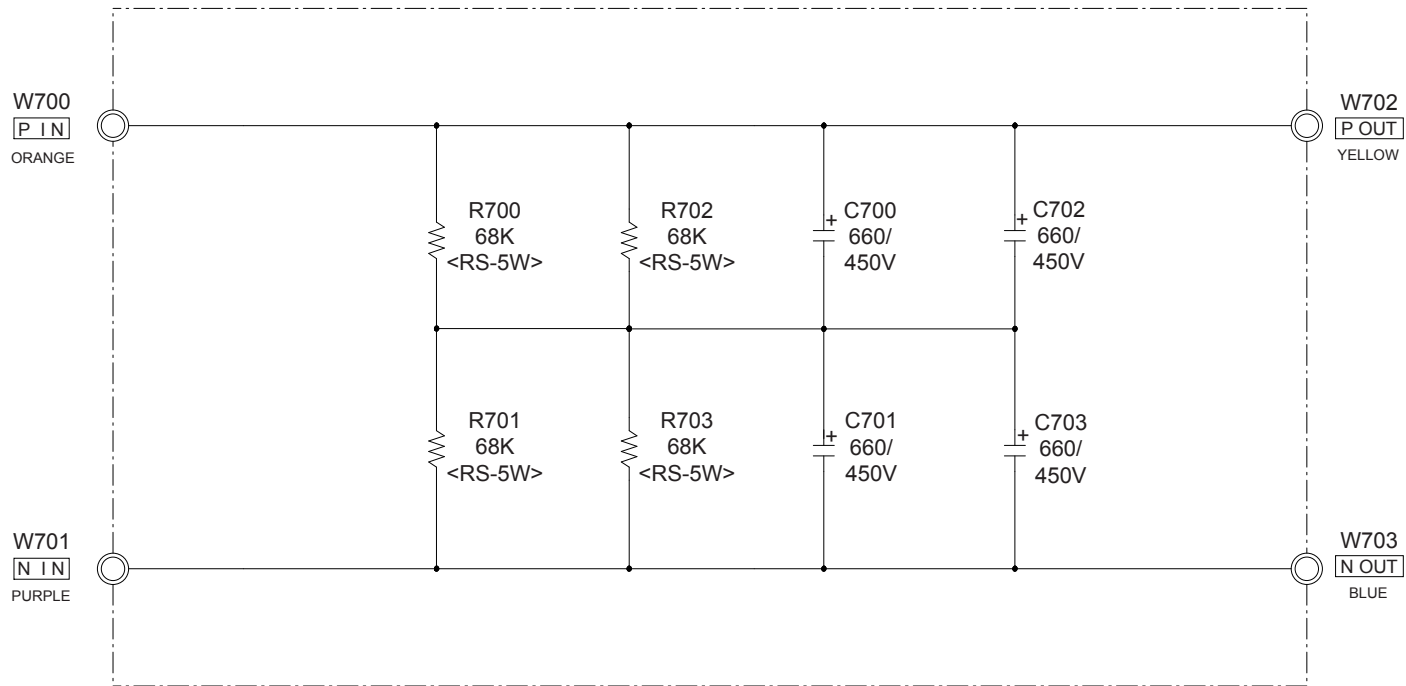 W700
P IN
ORANGE
W702
P OUT
YELLOW
R700
68K
<RS-5W>
R702
68K
<RS-5W>
+
C700
660/
450V
+
C702
660/
450V
R701
68K
<RS-5W>
R703
68K
<RS-5W>
+
C701
660/
450V
+
C703
660/
450V
W701
N IN
PURPLE
W703
N OUT
BLUE